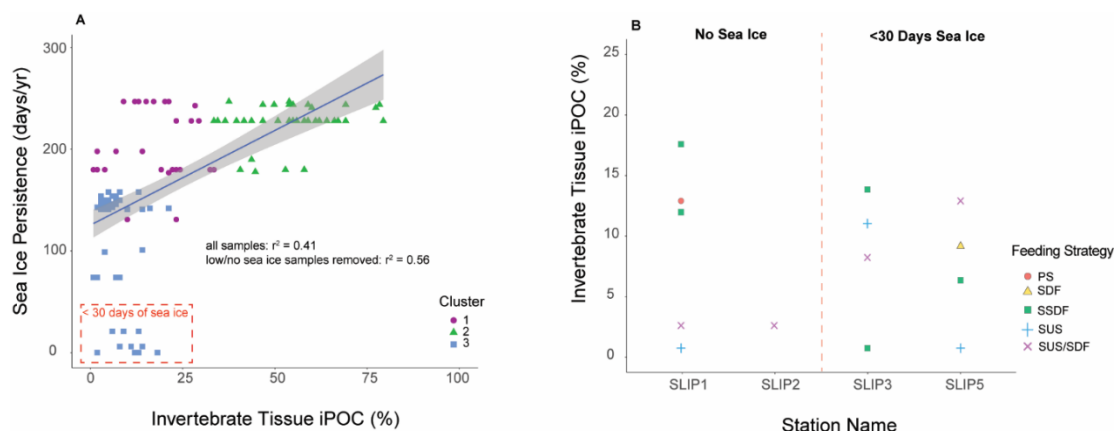 A
Sea Ice Persistence (days/yr)
300
200
100
0
all samples: r² = 0.41
low/no sea ice samples removed: r² = 0.56
< 30 days of sea ice
Cluster
1
2
3
0 25 50 75 100
Invertebrate Tissue iPOC (%)
B
No Sea Ice <30 Days Sea Ice
Invertebrate Tissue iPOC (%)
25
20
15
10
5
0
Feeding Strategy
PS
SDF
SSDF
SUS
SUS/SDF
SLIP1 SLIP2 SLIP3 SLIP5
Station Name